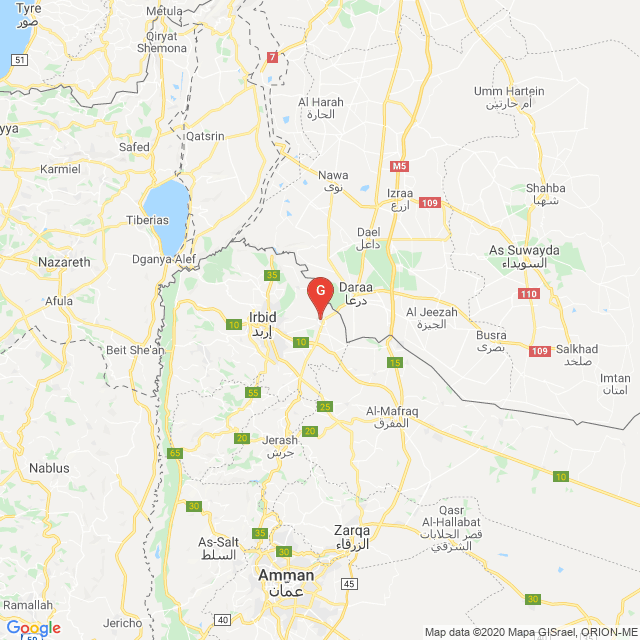 Tyre
صور
Metula
Qiryat
Shemona
51
7
Umm Hartein
أم حارتين
Al Harah
الحارة
Qatsrin
Safed
Karmiel
M5
Nawa
نوى
Izraa
ازرع
109
Shahba
شهبا
Tiberias
Dael
داعل
As Suwayda
السويداء
Dganya Alef
Nazareth
35
G
Daraa
درعا
110
Afula
Irbid
إربد
10
Al Jeezah
الجيزة
Busra
بصرى
10
Beit She'an
109
Salkhad
صلخد
15
Imtan
امتان
55
25
Al-Mafraq
المفرق
20
20
Jerash
جرش
65
Nablus
10
30
Qasr
Al-Hallabat
قصر الحلابات
الشرقي
As-Salt
السلط
35
Zarqa
الزرقاء
30
Amman
عمان
45
30
Ramallah
Jericho
40
Google
Map data ©2020 Mapa GISrael, ORION-ME